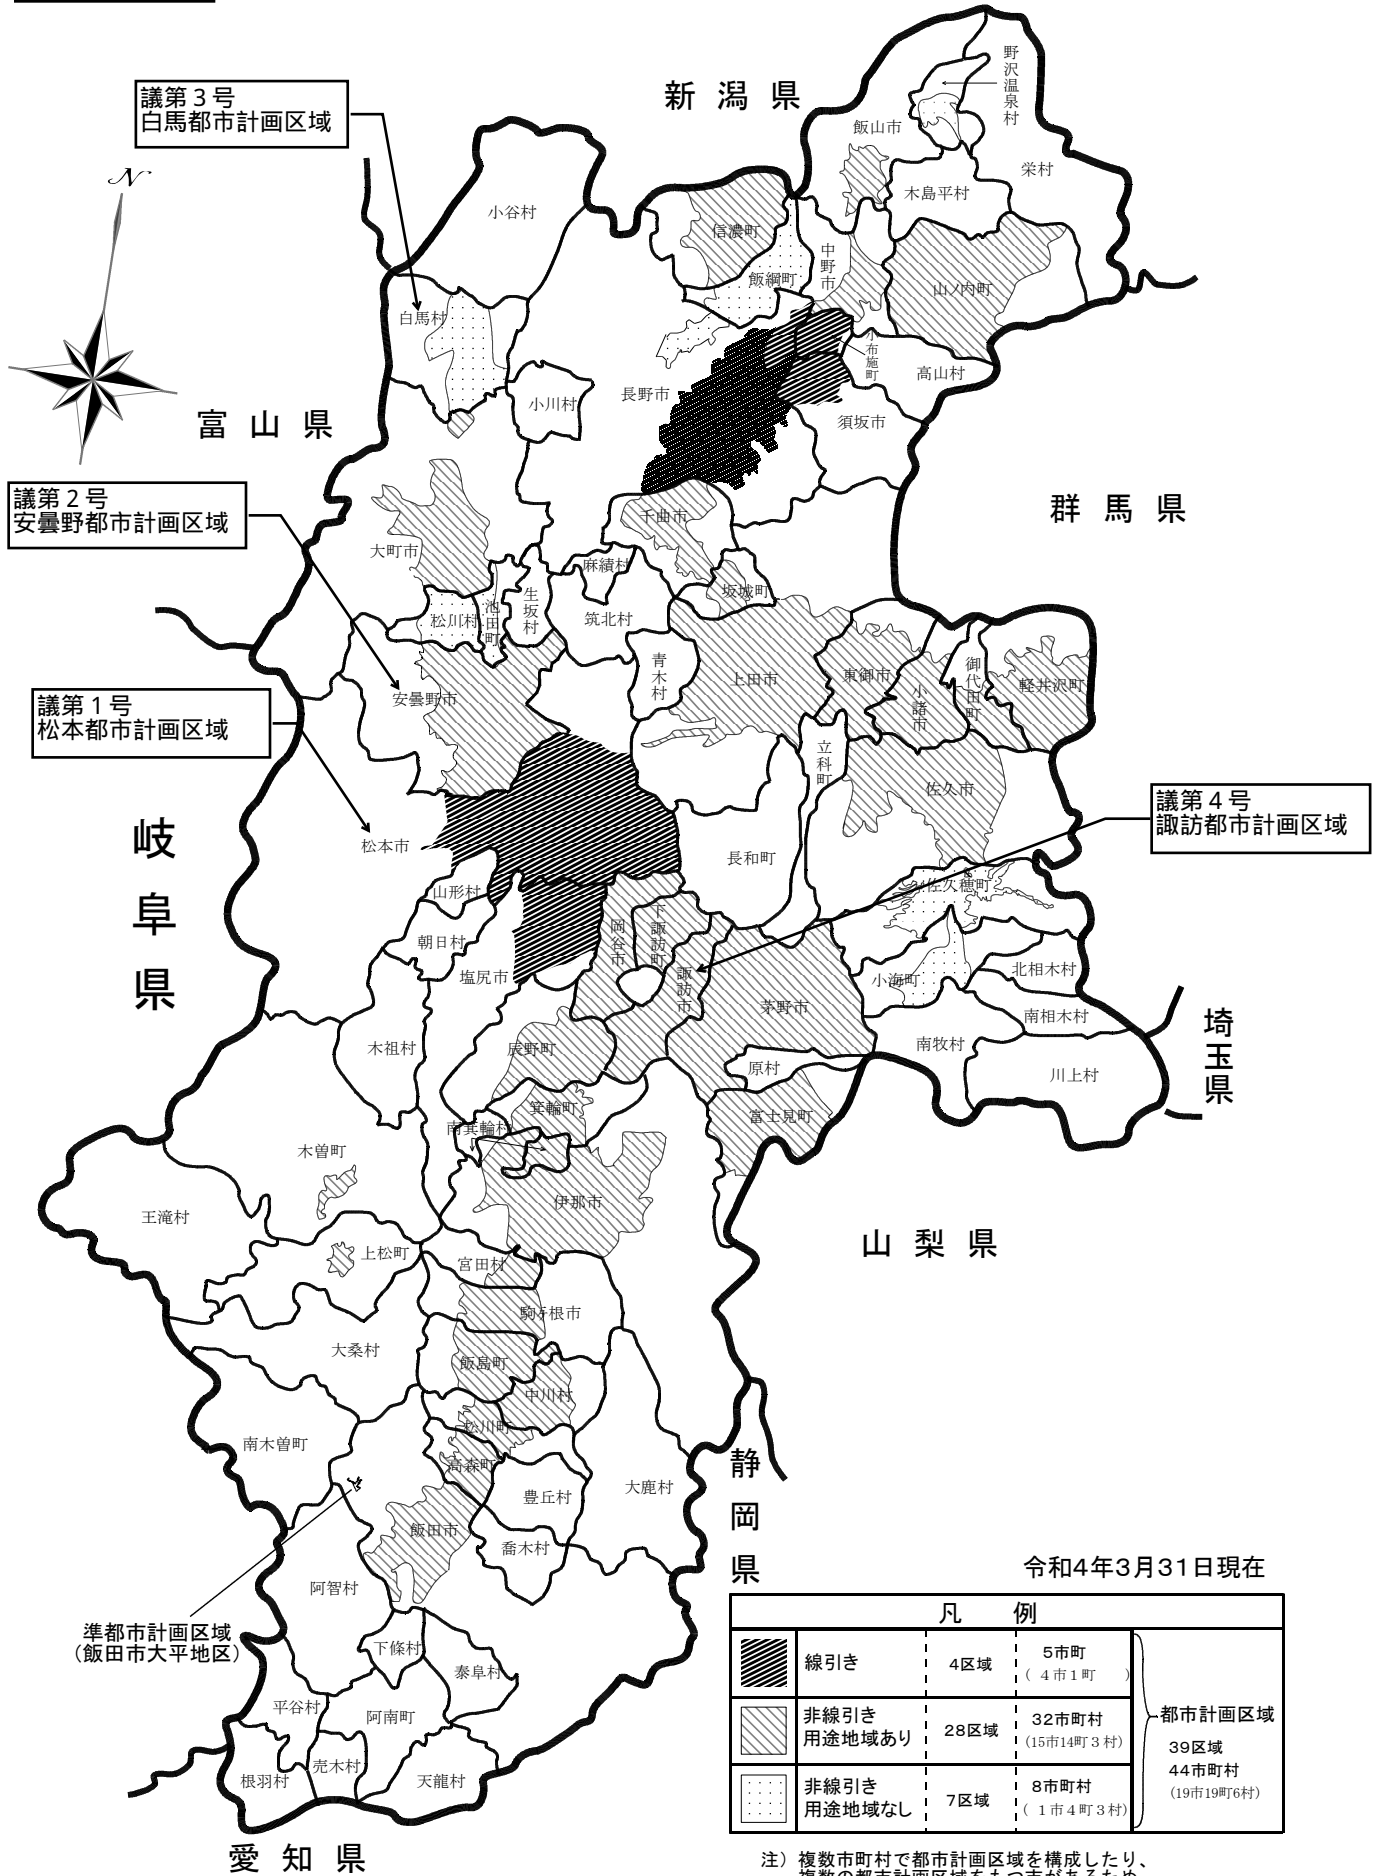 議第３号
白馬都市計画区域
新潟県
野沢温泉村
飯山市
栄村
木島平村
N
小谷村
信濃町
中野市
飯綱町
山ノ内町
白馬村
小布施町
高山村
長野市
小川村
須坂市
富山県
議第２号
安曇野都市計画区域
群馬県
千曲市
大町市
麻績村
坂城町
池田町
生坂村
松川村
筑北村
青木村
上田市
東御市
小諸市
御代田町
軽井沢町
安曇野市
議第１号
松本都市計画区域
立科町
佐久市
議第４号
諏訪都市計画区域
岐阜県
松本市
長和町
山形村
佐久穂町
朝日村
岡谷市
下諏訪町
諏訪市
塩尻市
小海町
北相木村
茅野市
南相木村
埼玉県
木祖村
辰野町
南牧村
原村
川上村
箕輪町
富士見町
南箕輪村
木曽町
伊那市
王滝村
山梨県
上松町
宮田村
駒ヶ根市
大桑村
飯島町
中川村
松川町
南木曽町
高森町
静岡県
大鹿村
豊丘村
飯田市
喬木村
令和4年3月31日現在
阿智村
準都市計画区域
（飯田市大平地区）
下條村
泰阜村
平谷村
阿南町
売木村
根羽村
天龍村
愛知県
凡例
線引き 4区域 5市町
（４市１町）
非線引き
用途地域あり 28区域 32市町村
（15市14町３村）
非線引き
用途地域なし 7区域 8市町村
（１市４町３村）
都市計画区域
39区域
44市町村
（19市19町6村）
注）複数市町村で都市計画区域を構成したり、